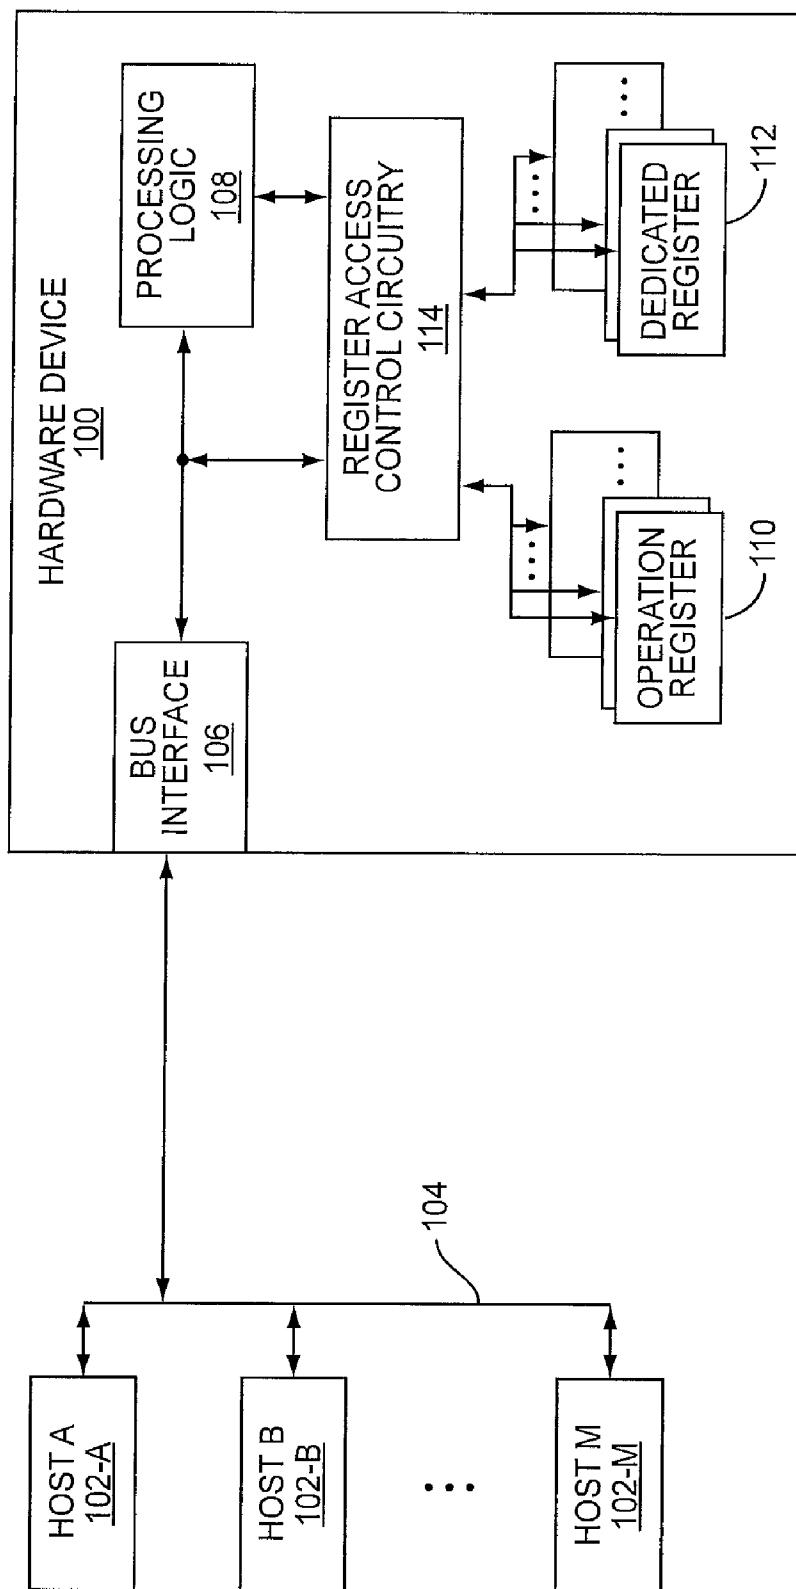 HARDWARE DEVICE
100
HOST A
102-A
HOST B
102-B
HOST M
102-M
104
BUS
INTERFACE
106
PROCESSING
LOGIC
108
REGISTER ACCESS
CONTROL CIRCUITRY
114
OPERATION
REGISTER
110
DEDICATED
REGISTER
112